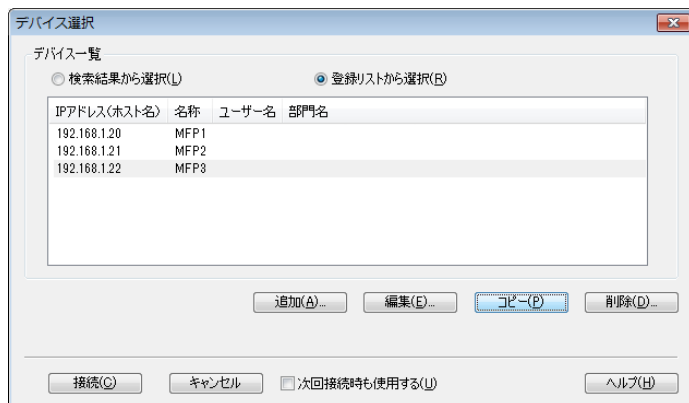 デバイス選択
デバイス一覧
検索結果から選択(L) 登録リストから選択(R)
IPアドレス(ホスト名) 名称 ユーザー名 部門名
192.168.1.20 MFP1
192.168.1.21 MFP2
192.168.1.22 MFP3
追加(A)... 編集(E)... コピー(P) 削除(D)...
接続(C) キャンセル 次回接続時も使用する(U) ヘルプ(H)